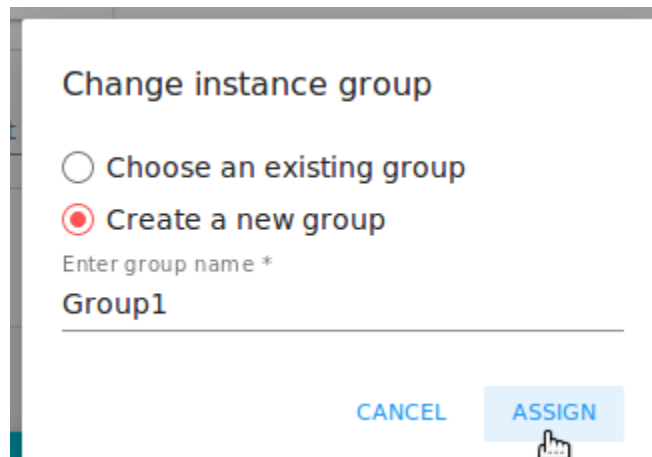 Change instance group
Choose an existing group
Create a new group
Enter group name *
Group1
CANCEL ASSIGN